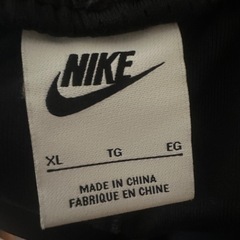 NIKE
XL TG EG
MADE IN CHINA
FABRIQUE EN CHINE